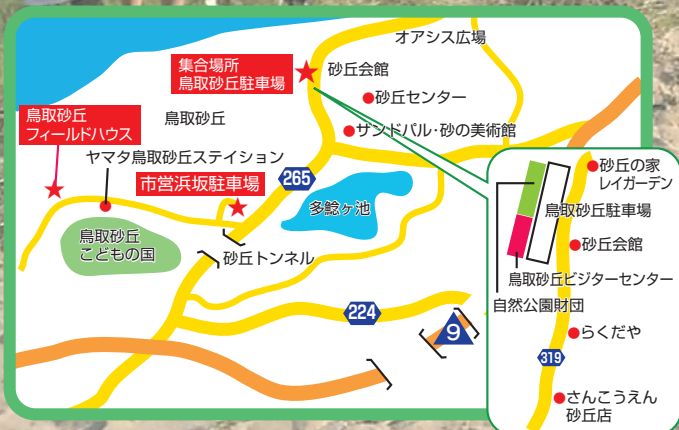 オアシス広場
集合場所
鳥取砂丘駐車場
砂丘会館
砂丘センター
鳥取砂丘
フィールドハウス
鳥取砂丘
サンドパル・砂の美術館
ヤマタ鳥取砂丘ステイション
市営浜坂駐車場
265
多鯰ヶ池
鳥取砂丘
こどもの国
砂丘トンネル
224
9
砂丘の家
レイガーデン
鳥取砂丘駐車場
砂丘会館
鳥取砂丘ビジターセンター
自然公園財団
らくだや
319
さんこうえん
砂丘店